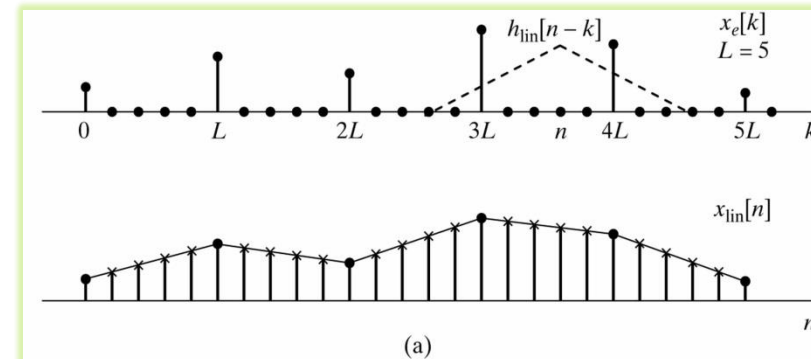 h_lin[n − k]
x_e[k]
L = 5
0 L 2L 3L n 4L 5L k
x_lin[n]
n
(a)